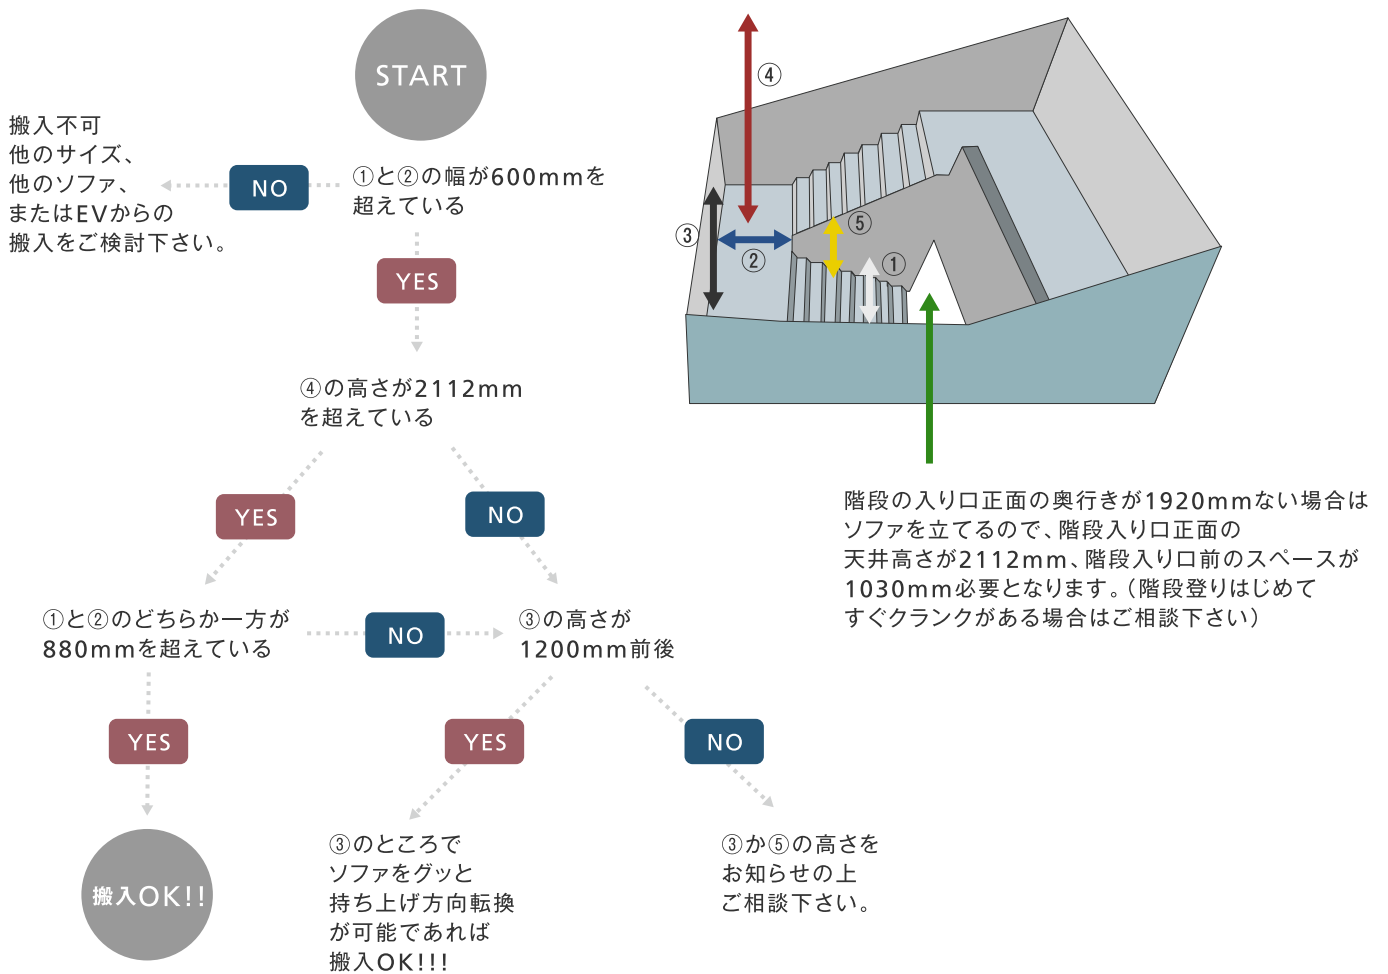 START
搬入不可
他のサイズ、
他のソファ、
またはEVからの
搬入をご検討下さい。
NO
①と②の幅が600mmを
超えている
YES
④の高さが2112mm
を超えている
YES
NO
①と②のどちらか一方が
880mmを超えている
NO
③の高さが
1200mm前後
YES
YES
NO
搬入OK!!
③のところで
ソファをグッと
持ち上げ方向転換
が可能であれば
搬入OK!!!
③か⑤の高さを
お知らせの上
ご相談下さい。
④
③
②
⑤
①
階段の入り口正面の奥行きが1920mmない場合は
ソファを立てるので、階段入り口正面の
天井高さが2112mm、階段入り口前のスペースが
1030mm必要となります。（階段登りはじめて
すぐクランクがある場合はご相談下さい）